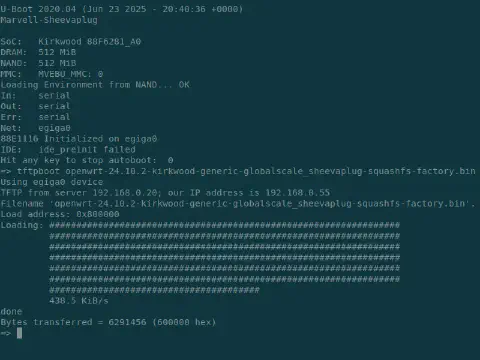 U-Boot 2020.04 (Jun 23 2025 - 20:40:36 +0000)
Marvell-Sheevaplug
SoC:   Kirkwood 88F6281_A0
DRAM:  512 MiB
NAND:  512 MiB
MMC:   MVEBU_MMC: 0
Loading Environment from NAND... OK
In:    serial
Out:   serial
Err:   serial
Net:   egiga0
88E1116 Initialized on egiga0
IDE:   ide_preinit failed
Hit any key to stop autoboot:  0
=> tftpboot openwrt-24.10.2-kirkwood-generic-globalscale_sheevaplug-squashfs-factory.bin
Using egiga0 device
TFTP from server 192.168.0.20; our IP address is 192.168.0.55
Filename 'openwrt-24.10.2-kirkwood-generic-globalscale_sheevaplug-squashfs-factory.bin'.
Load address: 0x800000
Loading: #################################################################
         #################################################################
         #################################################################
         #################################################################
         #################################################################
         #################################################################
         #######################################
         438.5 KiB/s
done
Bytes transferred = 6291456 (600000 hex)
=>